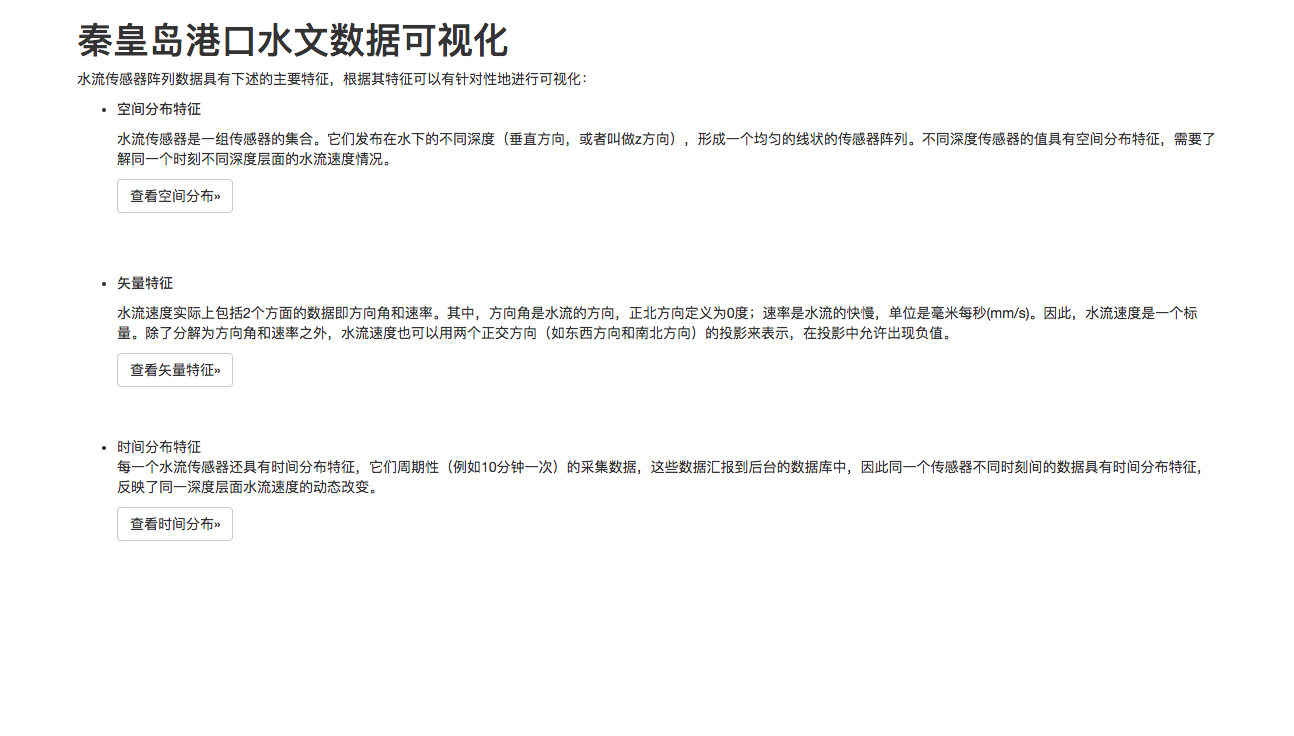 秦皇岛港口水文数据可视化
水流传感器阵列数据具有下述的主要特征，根据其特征可以有针对性地进行可视化：
• 空间分布特征
水流传感器是一组传感器的集合。它们发布在水下的不同深度（垂直方向，或者叫做z方向），形成一个均匀的线状的传感器阵列。不同深度传感器的值具有空间分布特征，需要了
解同一个时刻不同深度层面的水流速度情况。
查看空间分布»
• 矢量特征
水流速度实际上包括2个方面的数据即方向角和速率。其中，方向角是水流的方向，正北方向定义为0度；速率是水流的快慢，单位是毫米每秒(mm/s)。因此，水流速度是一个标
量。除了分解为方向角和速率之外，水流速度也可以用两个正交方向（如东西方向和南北方向）的投影来表示，在投影中允许出现负值。
查看矢量特征»
• 时间分布特征
每一个水流传感器还具有时间分布特征，它们周期性（例如10分钟一次）的采集数据，这些数据汇报到后台的数据库中，因此同一个传感器不同时刻间的数据具有时间分布特征，
反映了同一深度层面水流速度的动态改变。
查看时间分布»